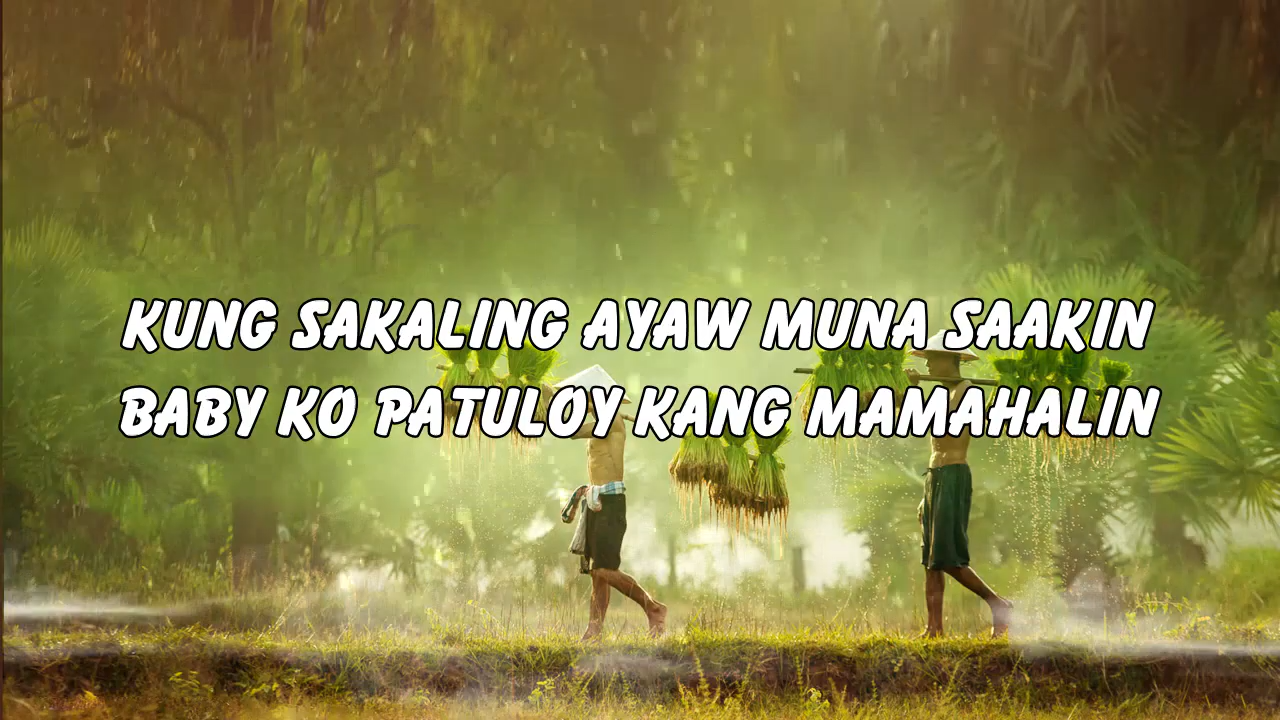 KUNG SAKALING AYAW MUNA SAAKIN
BABY KO PATULOY KANG MAMAHALIN